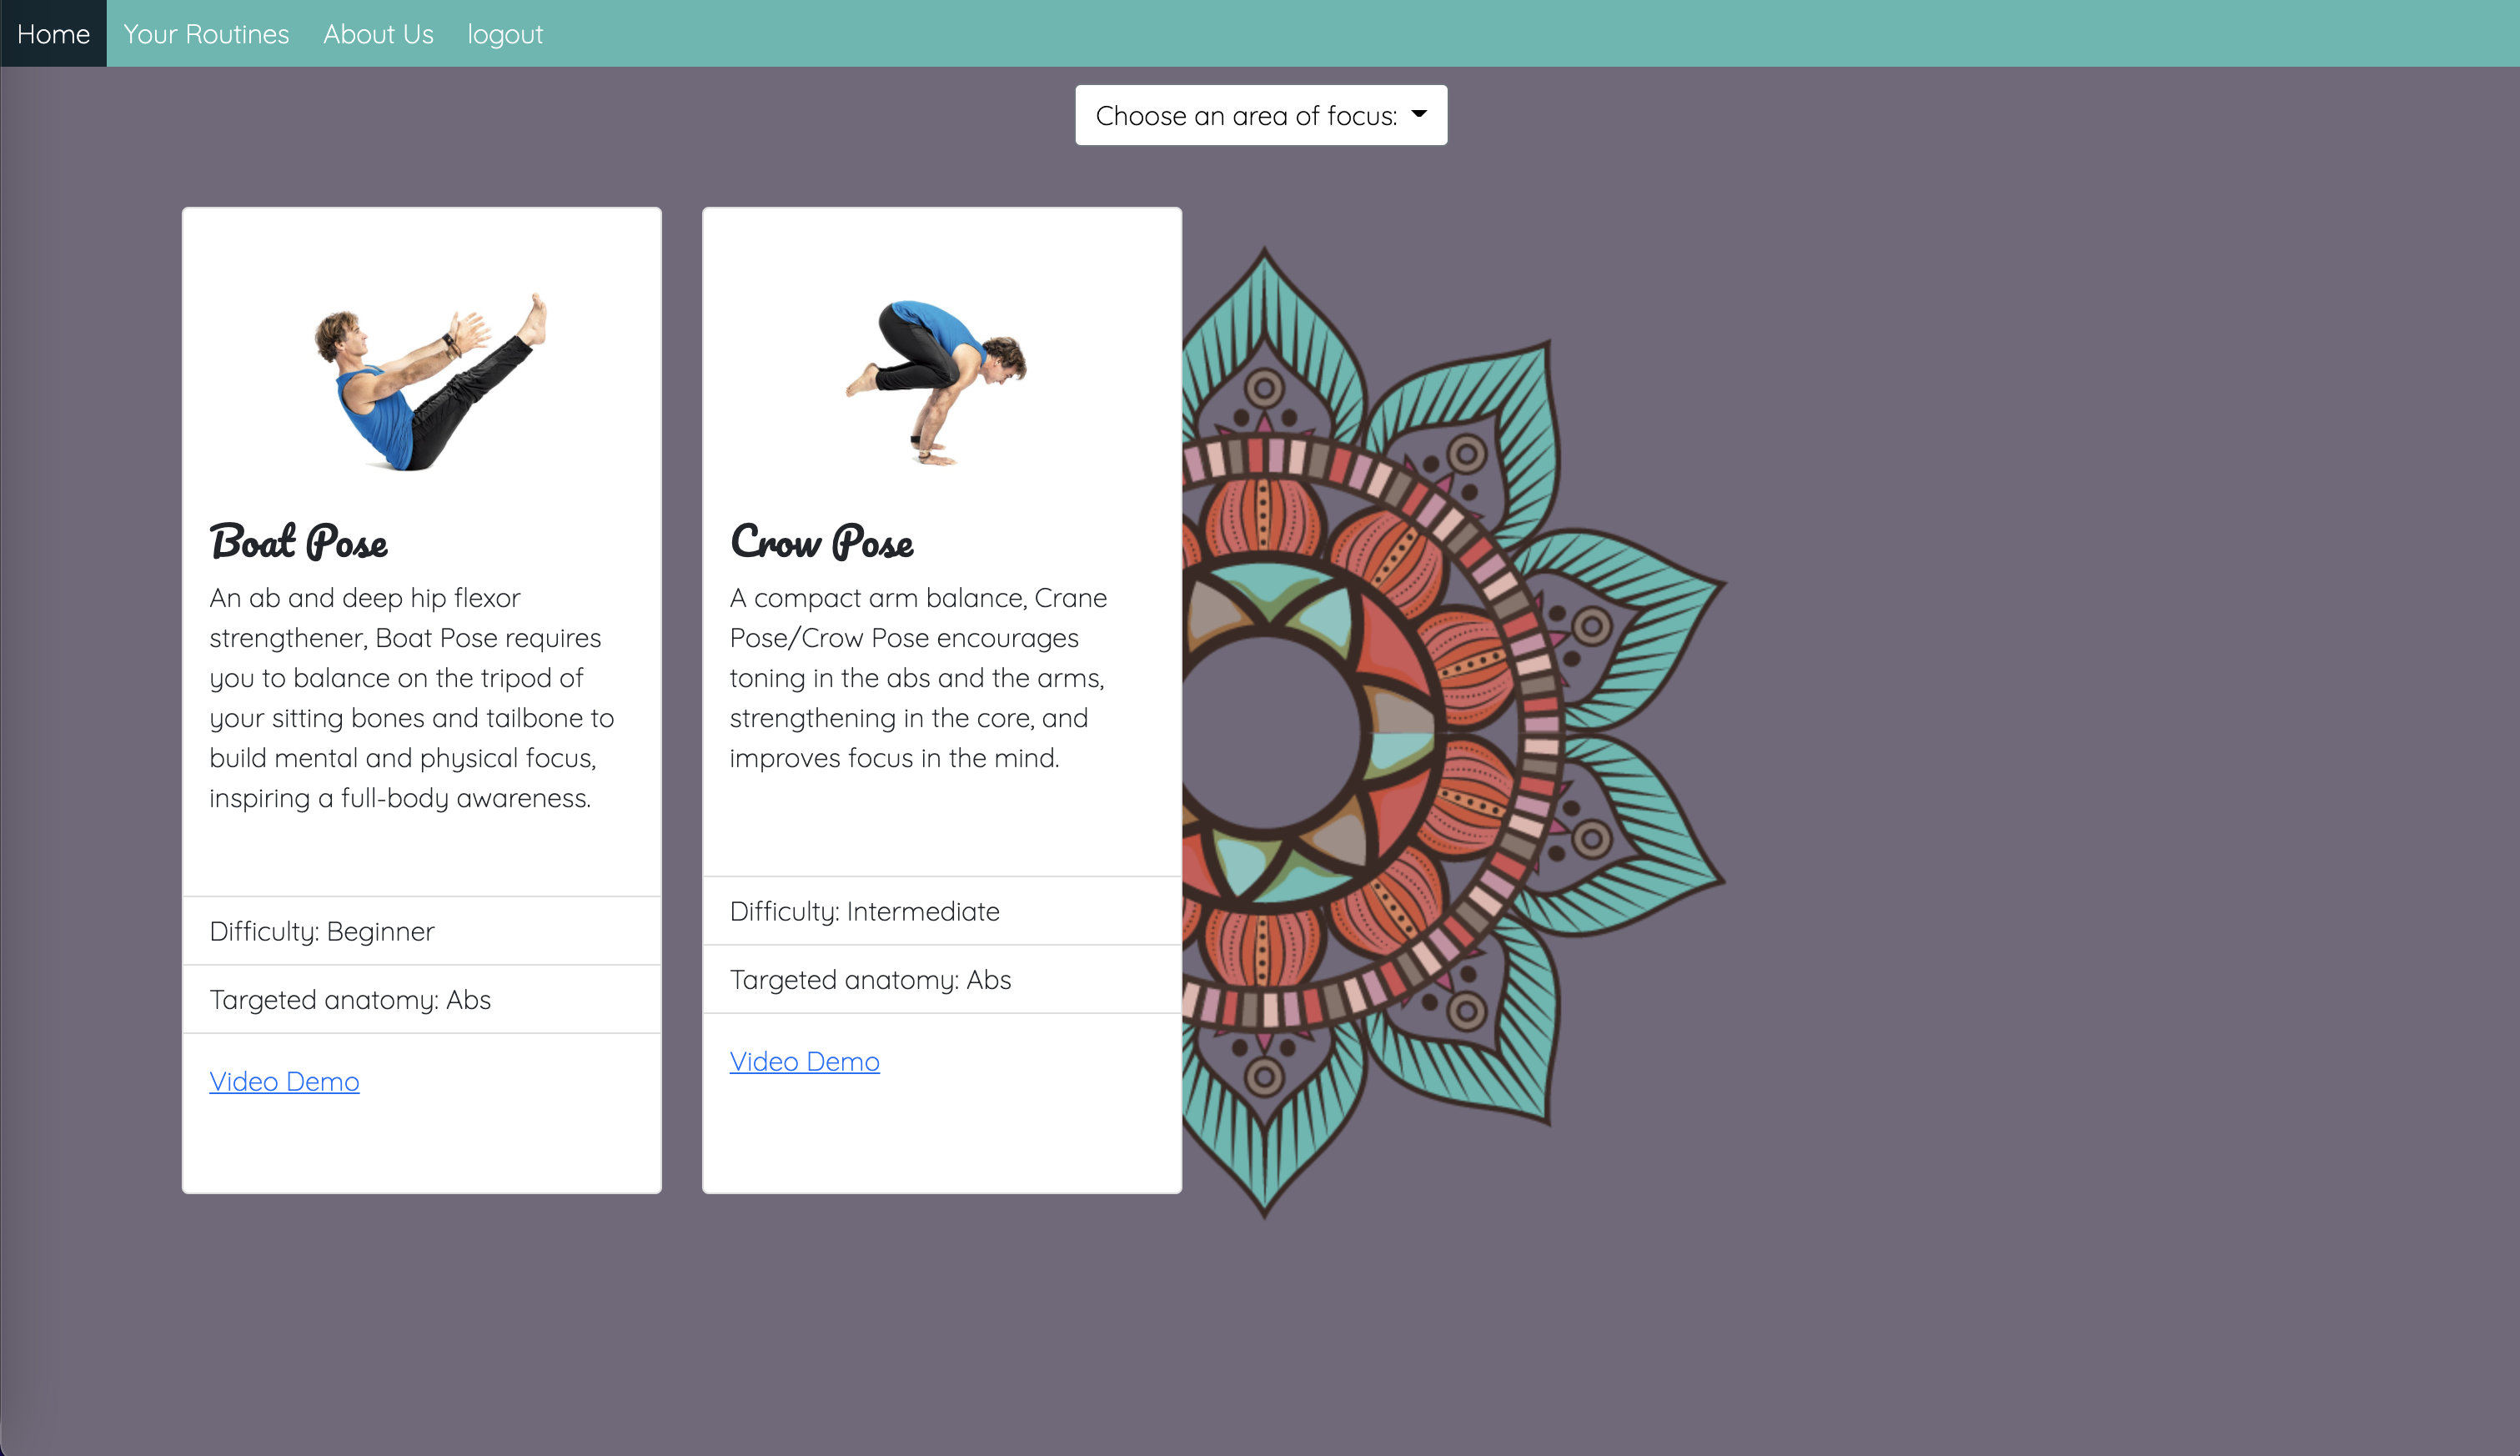 Home Your Routines About Us logout
Choose an area of focus:
Boat Pose
An ab and deep hip flexor
strengthener, Boat Pose requires
you to balance on the tripod of
your sitting bones and tailbone to
build mental and physical focus,
inspiring a full-body awareness.
Difficulty: Beginner
Targeted anatomy: Abs
Video Demo
Crow Pose
A compact arm balance, Crane
Pose/Crow Pose encourages
toning in the abs and the arms,
strengthening in the core, and
improves focus in the mind.
Difficulty: Intermediate
Targeted anatomy: Abs
Video Demo